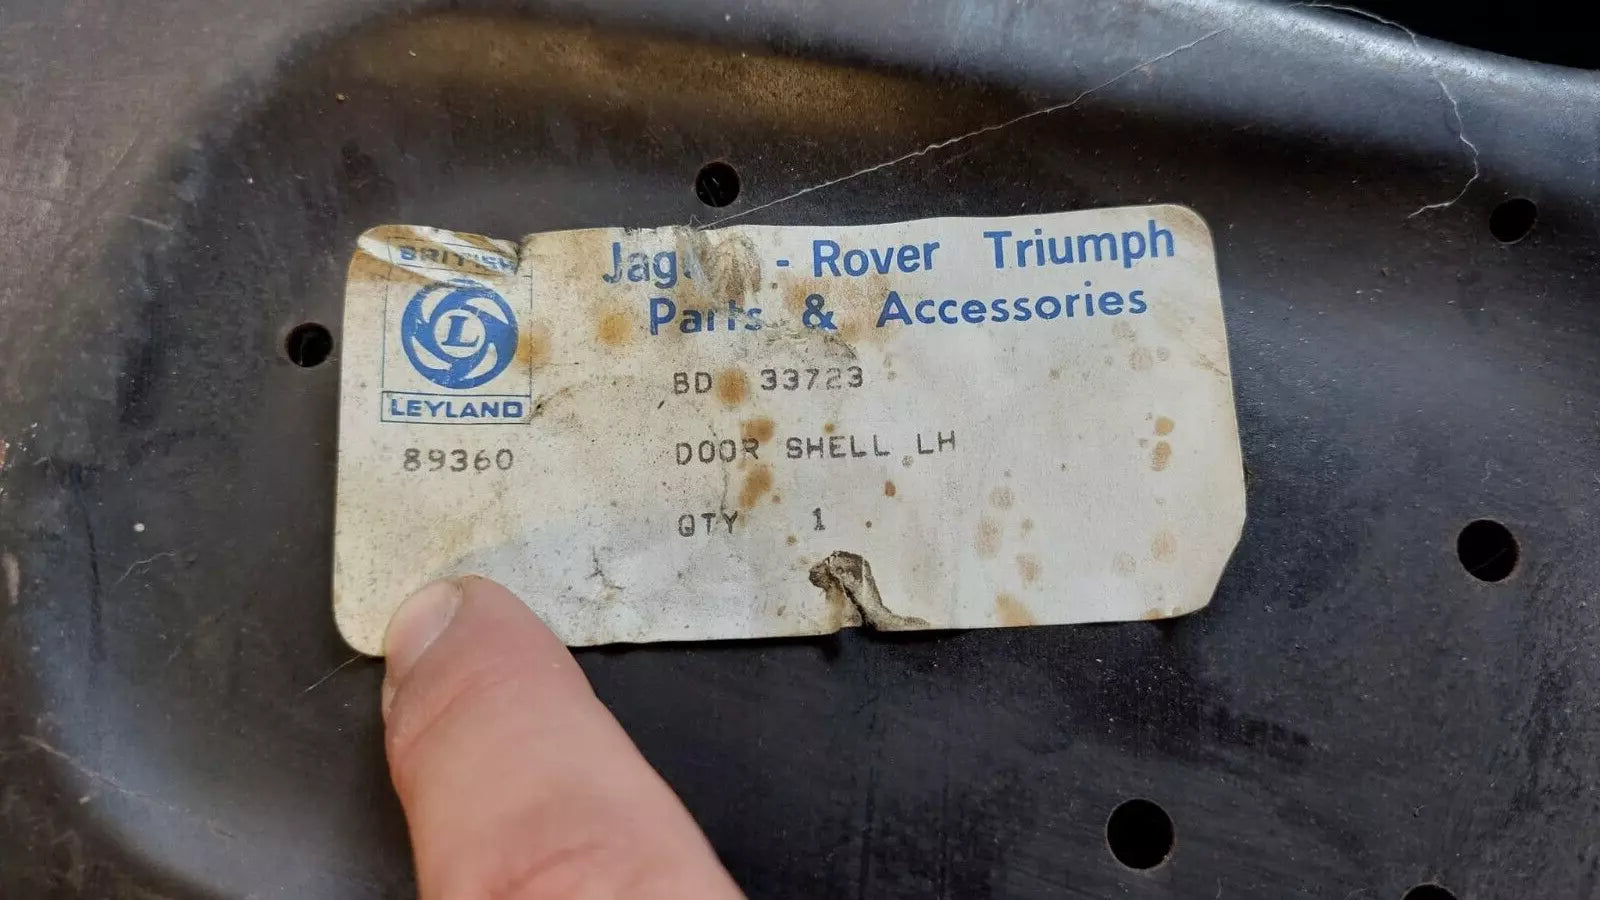 BRITISH
L
LEYLAND
89360
- Rover Triumph
Parts & Accessories
BD 33723
DOOR SHELL LH
QTY 1